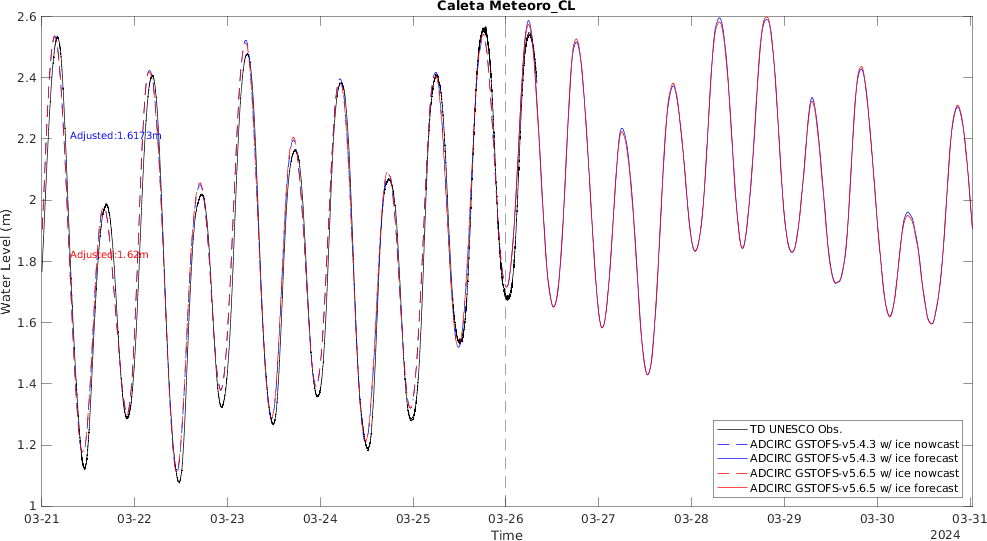 Caleta Meteoro_CL
2.6
2.4
2.2
2
1.8
1.6
1.4
1.2
1
Water Level (m)
Adjusted:1.6173m
Adjusted:1.62m
TD UNESCO Obs.
ADCIRC GSTOFS-v5.4.3 w/ ice nowcast
ADCIRC GSTOFS-v5.4.3 w/ ice forecast
ADCIRC GSTOFS-v5.6.5 w/ ice nowcast
ADCIRC GSTOFS-v5.6.5 w/ ice forecast
03-21 03-22 03-23 03-24 03-25 03-26 03-27 03-28 03-29 03-30 03-31
Time
2024